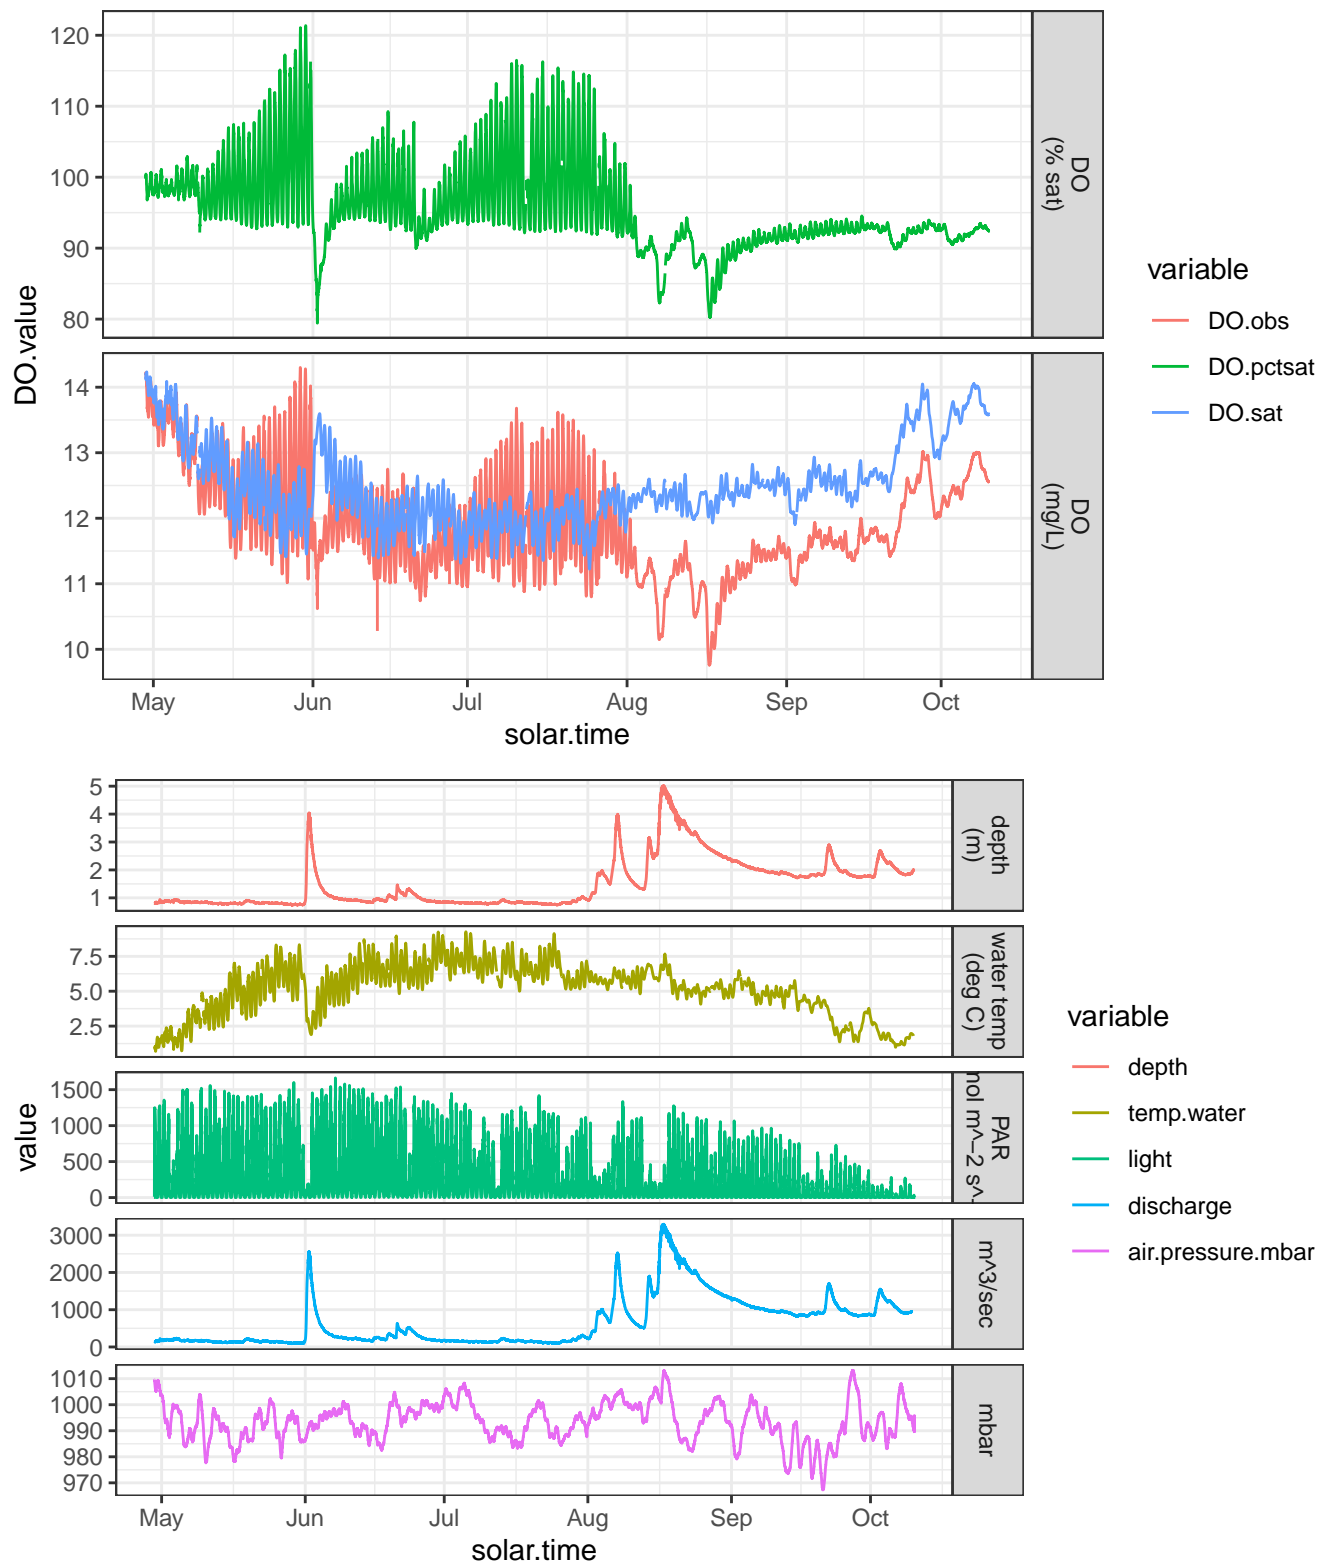 120
110
100
90
80
DO
(% sat)
14
13
12
11
10
DO
(mg/L)
DO.value
May Jun Jul Aug Sep Oct
solar.time
variable
DO.obs
DO.pctsat
DO.sat
5
4
3
2
1
depth
(m)
7.5
5.0
2.5
water temp
(deg C)
1500
1000
500
0
PAR
mol m^−2 s^
3000
2000
1000
0
m^3/sec
1010
1000
990
980
970
mbar
value
May Jun Jul Aug Sep Oct
solar.time
variable
depth
temp.water
light
discharge
air.pressure.mbar